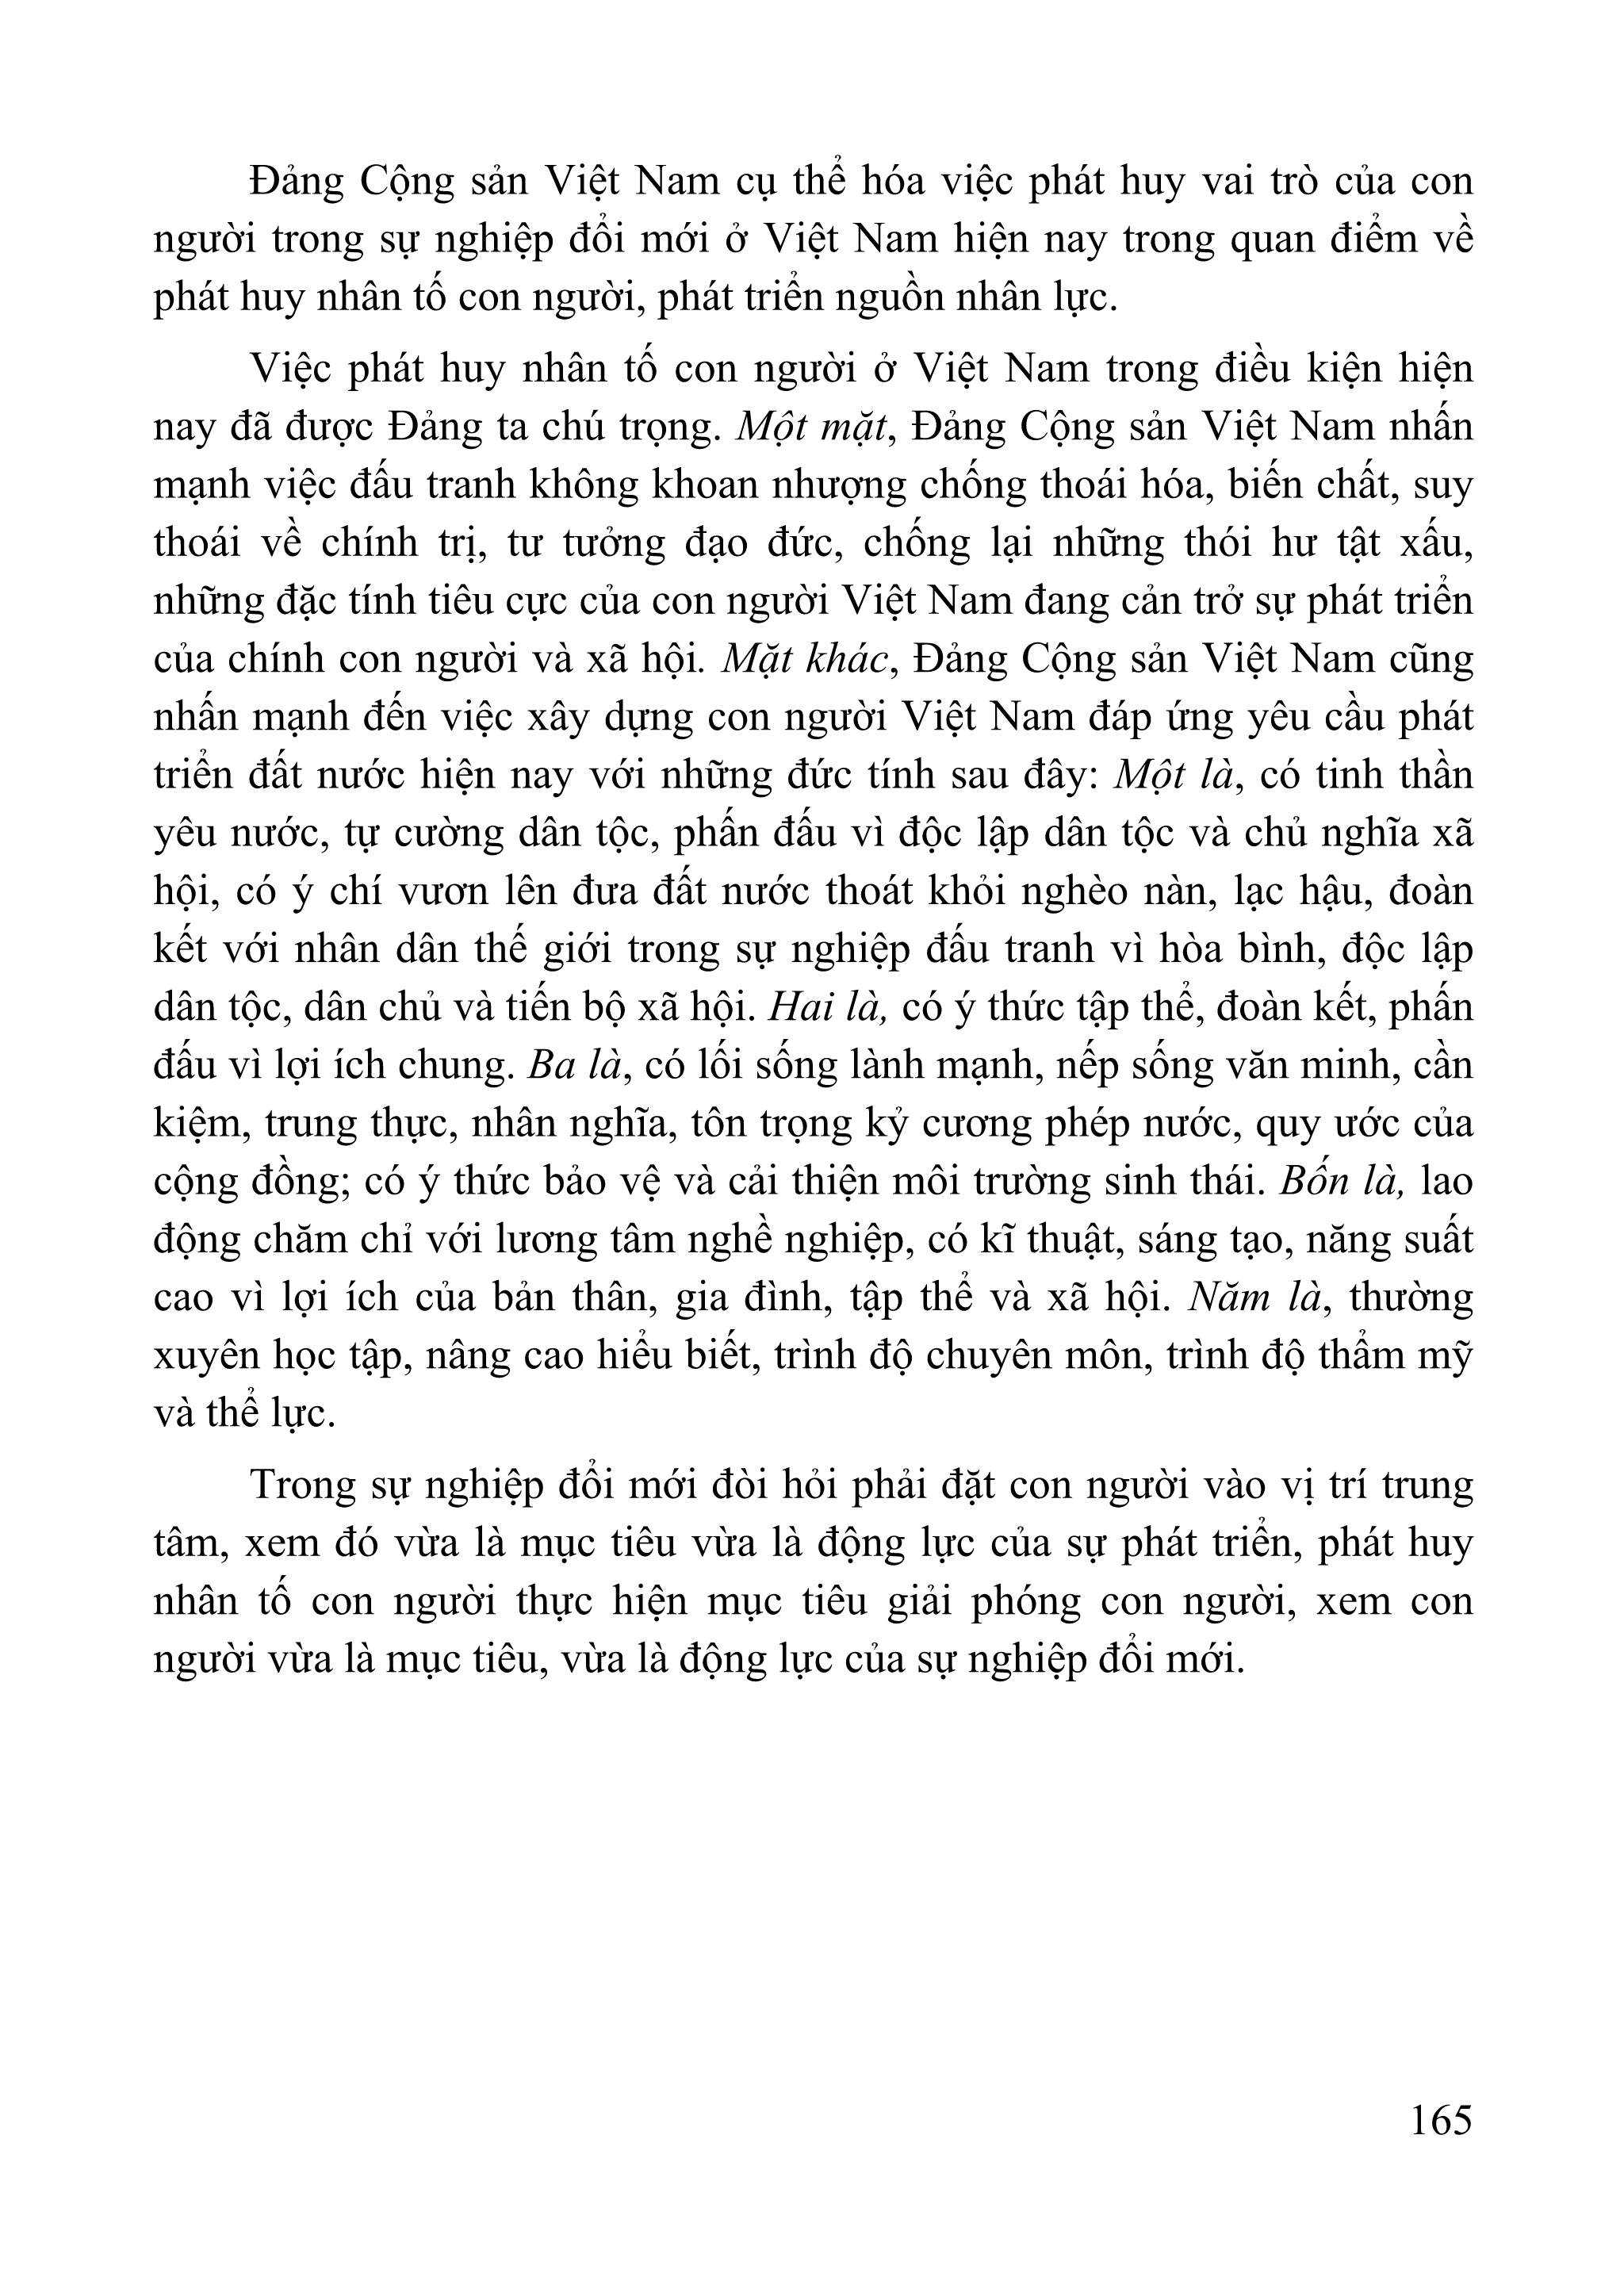 Đảng Cộng sản Việt Nam cụ thể hóa việc phát huy vai trò của con
người trong sự nghiệp đổi mới ở Việt Nam hiện nay trong quan điểm về
phát huy nhân tố con người, phát triển nguồn nhân lực.
Việc phát huy nhân tố con người ở Việt Nam trong điều kiện hiện
nay đã được Đảng ta chú trọng. Một mặt, Đảng Cộng sản Việt Nam nhấn
mạnh việc đấu tranh không khoan nhượng chống thoái hóa, biến chất, suy
thoái về chính trị, tư tưởng đạo đức, chống lại những thói hư tật xấu,
những đặc tính tiêu cực của con người Việt Nam đang cản trở sự phát triển
của chính con người và xã hội. Mặt khác, Đảng Cộng sản Việt Nam cũng
nhấn mạnh đến việc xây dựng con người Việt Nam đáp ứng yêu cầu phát
triển đất nước hiện nay với những đức tính sau đây: Một là, có tinh thần
yêu nước, tự cường dân tộc, phấn đấu vì độc lập dân tộc và chủ nghĩa xã
hội, có ý chí vươn lên đưa đất nước thoát khỏi nghèo nàn, lạc hậu, đoàn
kết với nhân dân thế giới trong sự nghiệp đấu tranh vì hòa bình, độc lập
dân tộc, dân chủ và tiến bộ xã hội. Hai là, có ý thức tập thể, đoàn kết, phấn
đấu vì lợi ích chung. Ba là, có lối sống lành mạnh, nếp sống văn minh, cần
kiệm, trung thực, nhân nghĩa, tôn trọng kỷ cương phép nước, quy ước của
cộng đồng; có ý thức bảo vệ và cải thiện môi trường sinh thái. Bốn là, lao
động chăm chỉ với lương tâm nghề nghiệp, có kĩ thuật, sáng tạo, năng suất
cao vì lợi ích của bản thân, gia đình, tập thể và xã hội. Năm là, thường
xuyên học tập, nâng cao hiểu biết, trình độ chuyên môn, trình độ thẩm mỹ
và thể lực.
Trong sự nghiệp đổi mới đòi hỏi phải đặt con người vào vị trí trung
tâm, xem đó vừa là mục tiêu vừa là động lực của sự phát triển, phát huy
nhân tố con người thực hiện mục tiêu giải phóng con người, xem con
người vừa là mục tiêu, vừa là động lực của sự nghiệp đổi mới.
165